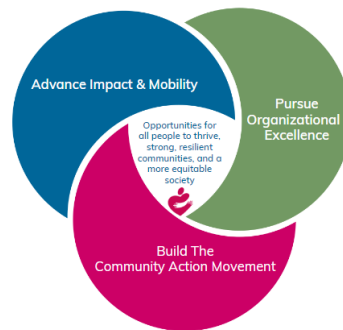 Advance Impact & Mobility
Pursue
Organizational
Excellence
Opportunities for
all people to thrive,
strong, resilient
communities, and a
more equitable
society
Build The
Community Action Movement